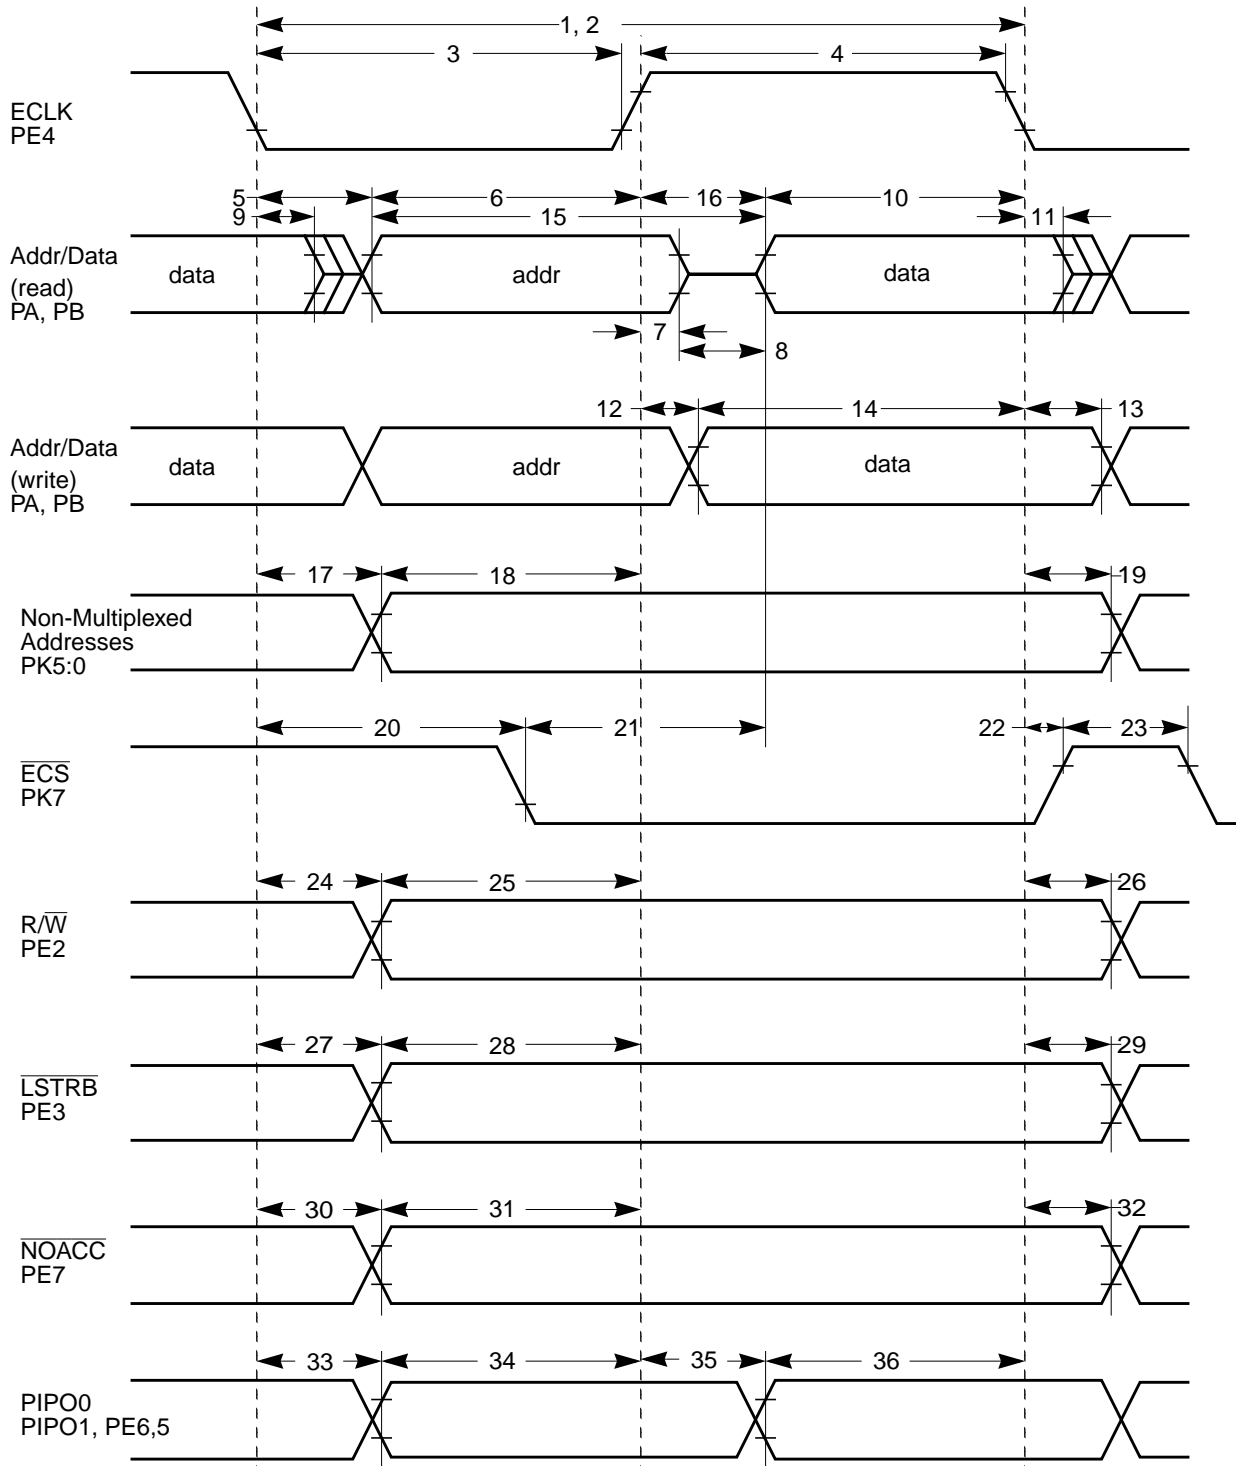 1, 2
3 4
ECLK
PE4
5 6 16 10
9 15 11
Addr/Data
(read)
PA, PB
data addr data
7
8
12 14 13
Addr/Data
(write)
PA, PB
data addr data
17 18 19
Non-Multiplexed
Addresses
PK5:0
20 21 22 23
ECS
PK7
24 25 26
R/W
PE2
27 28 29
LSTRB
PE3
30 31 32
NOACC
PE7
33 34 35 36
PIPO0
PIPO1, PE6,5